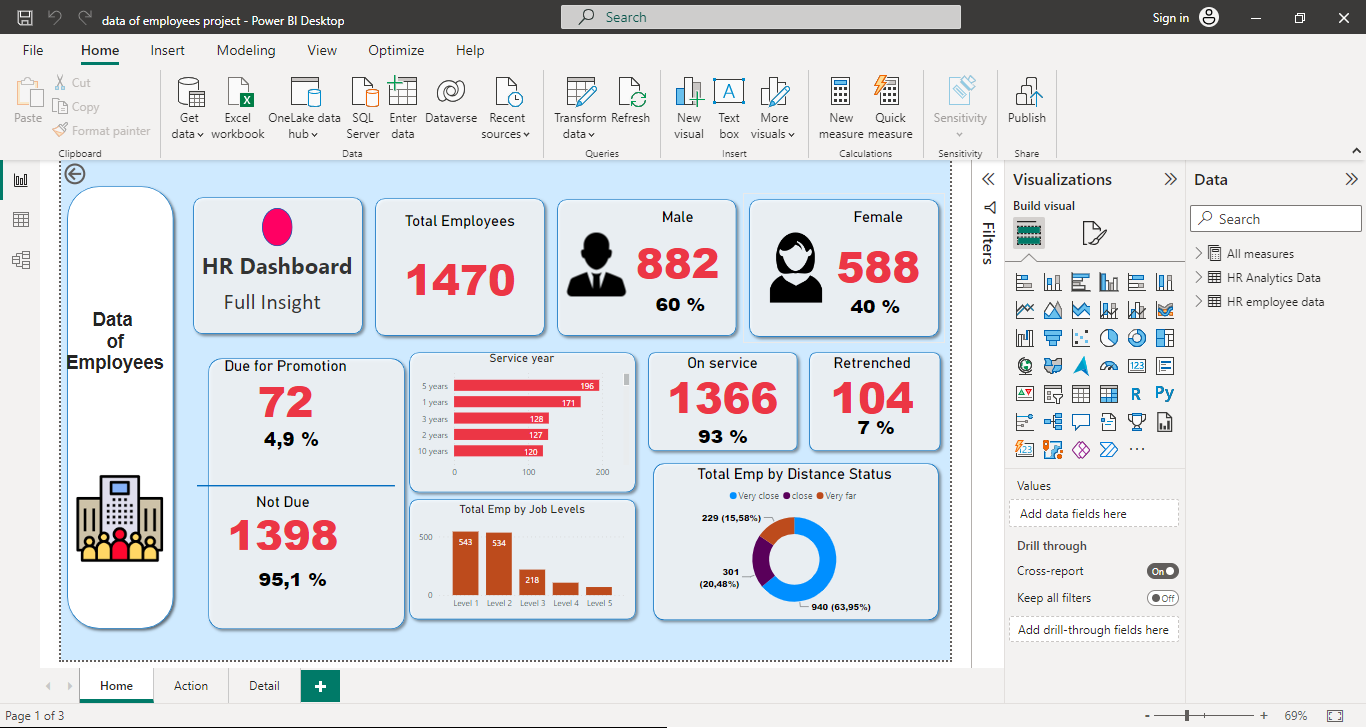 data of employees project - Power BI Desktop
Search
Sign in
File
Home
Insert
Modeling
View
Optimize
Help
Paste
Cut
Copy
Format painter
Clipboard
Get data
Excel workbook
OneLake data hub
SQL Server
Enter data
Dataverse
Recent sources
Data
Transform data
Refresh
Queries
New visual
Text box
More visuals
Insert
New measure
Quick measure
Calculations
Sensitivity
Sensitivity
Publish
Share
Data
of
Employees
HR Dashboard
Full Insight
Total Employees
1470
Male
882
60 %
Female
588
40 %
Due for Promotion
72
4,9 %
Not Due
1398
95,1 %
Service year
5 years 196
1 years 171
3 years 128
2 years 127
10 years 120
0 100 200
On service
1366
93 %
Retrenched
104
7 %
Total Emp by Job Levels
500
0
543 534 218
Level 1 Level 2 Level 3 Level 4 Level 5
Total Emp by Distance Status
Very close close Very far
229 (15,58%)
301
(20,48%)
940 (63,95%)
Filters
Visualizations
Build visual
123
R
Py
123
Values
Add data fields here
Drill through
Cross-report
On
Keep all filters
Off
Add drill-through fields here
Data
Search
All measures
HR Analytics Data
HR employee data
Home
Action
Detail
Page 1 of 3
- + 69%